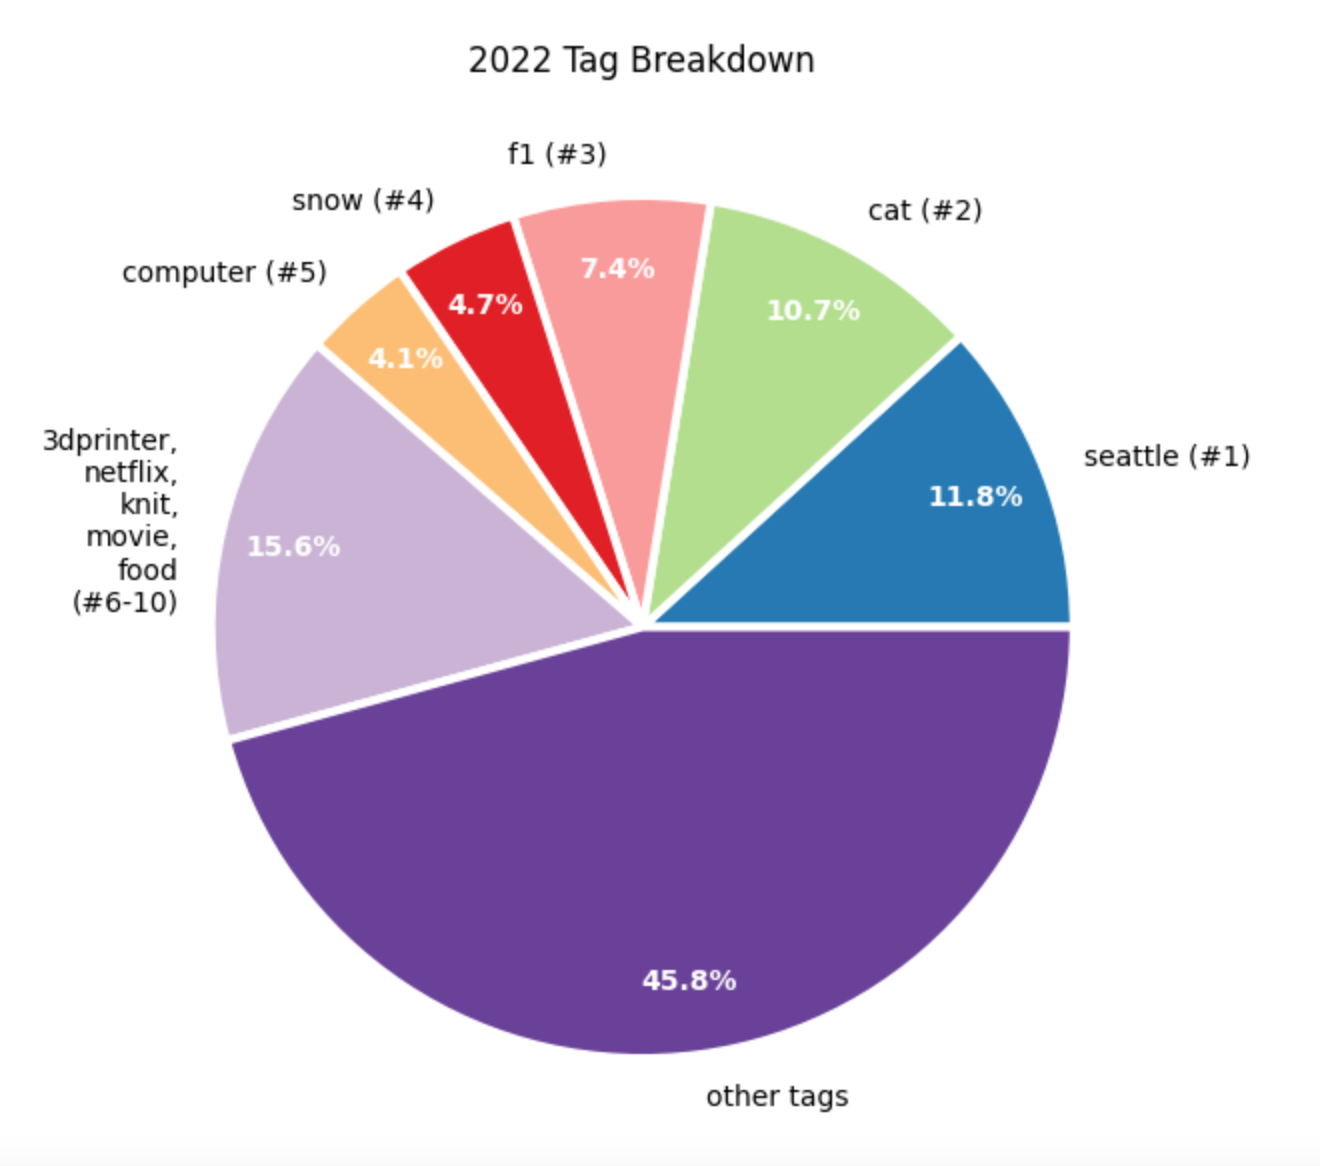 2022 Tag Breakdown
f1 (#3)
snow (#4)
cat (#2)
computer (#5)
7.4%
4.7%
10.7%
4.1%
3dprinter,
netflix,
knit,
movie,
food
(#6-10)
seattle (#1)
11.8%
15.6%
45.8%
other tags